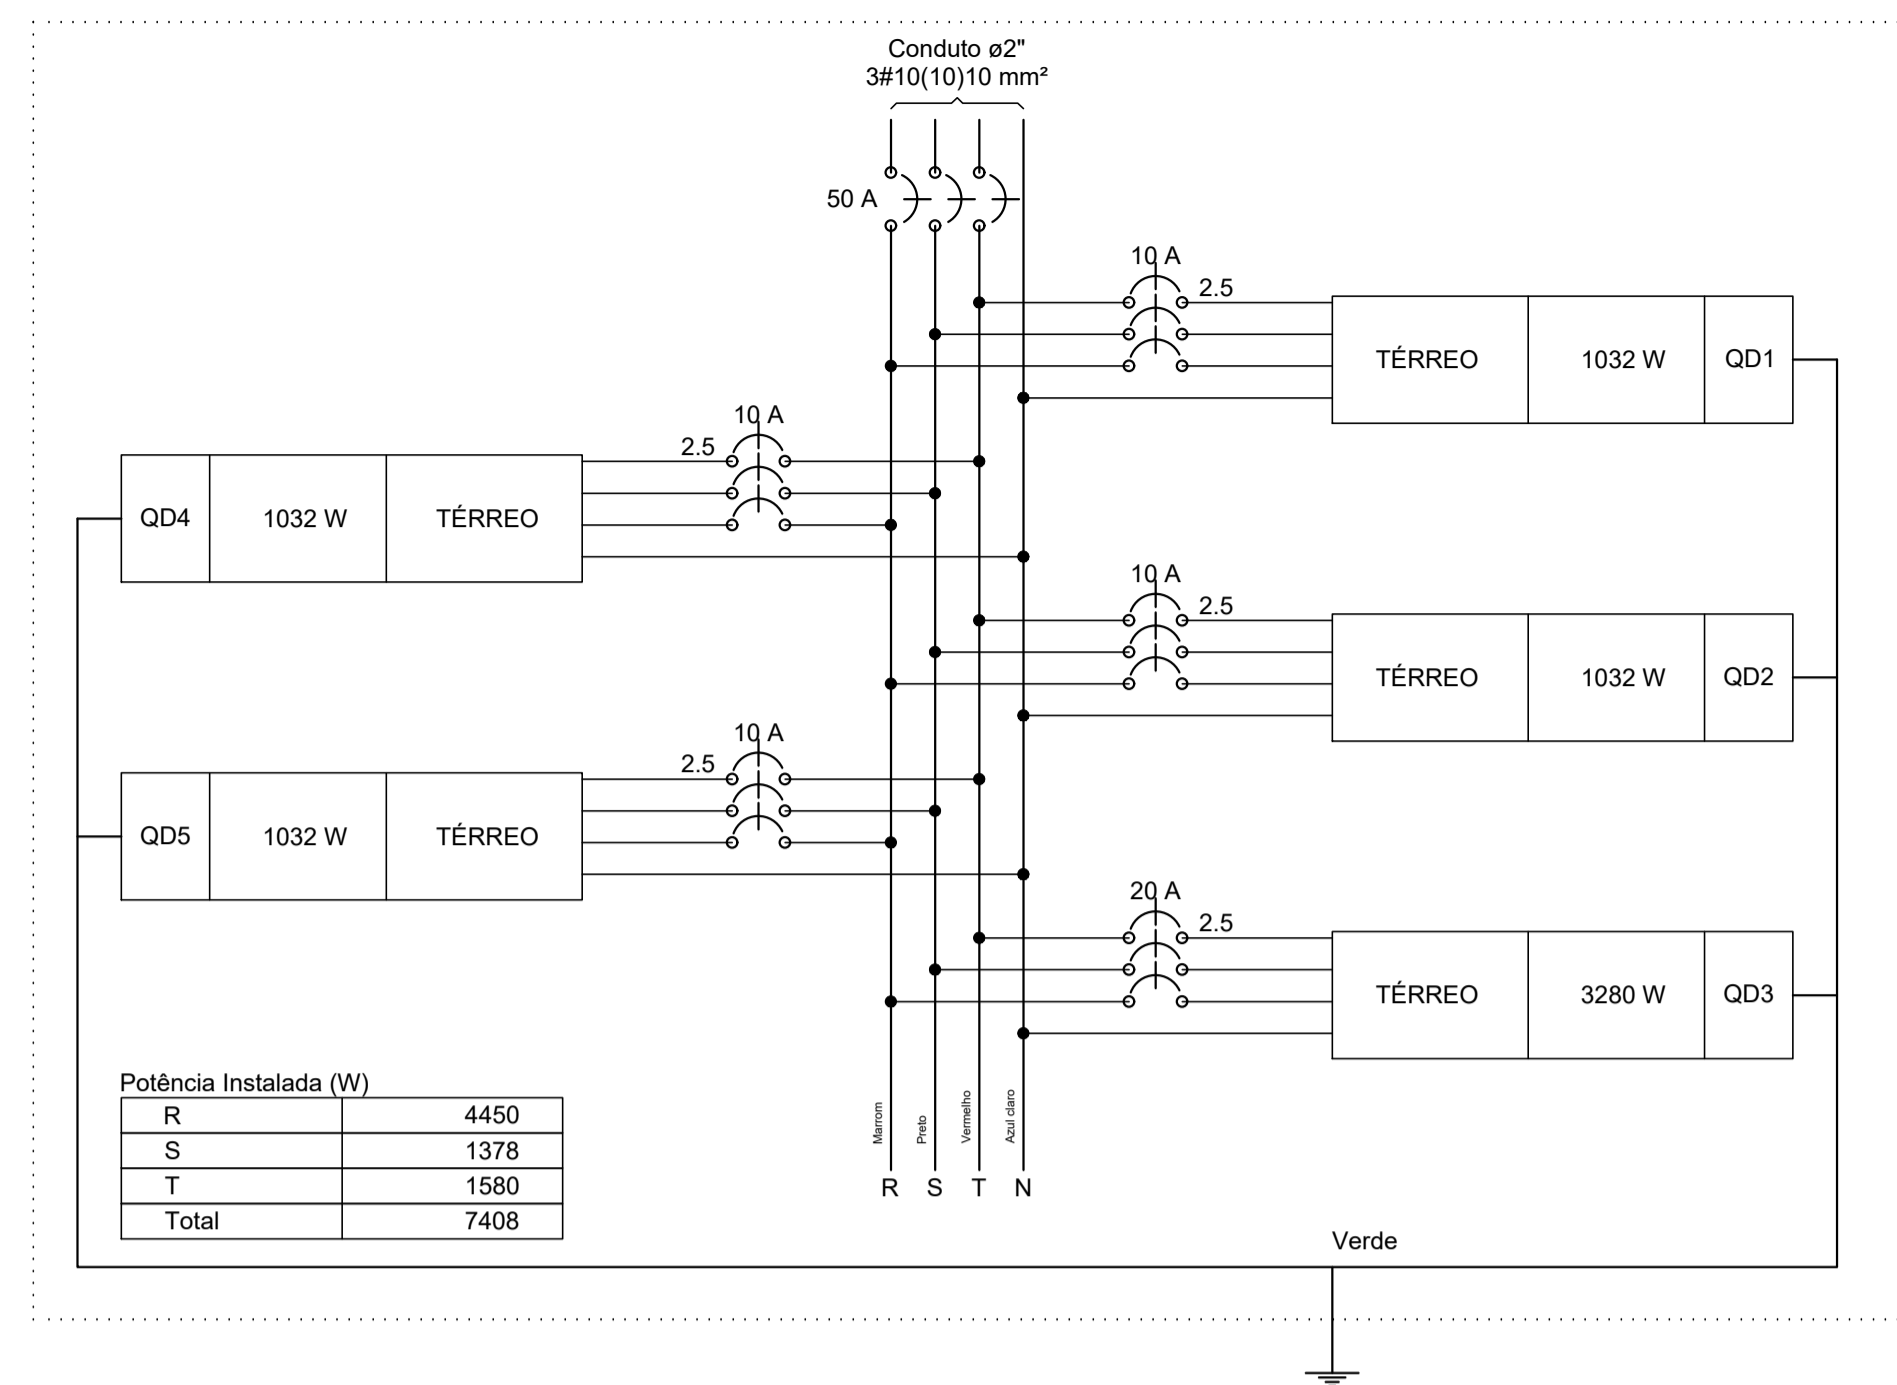 Conduto ø2"
3#10(10)10 mm²
50 A
10 A
2.5
TÉRREO 1032 W QD1
10 A
2.5
QD4 1032 W TÉRREO
10 A
2.5
TÉRREO 1032 W QD2
10 A
2.5
QD5 1032 W TÉRREO
20 A
2.5
TÉRREO 3280 W QD3
Potência Instalada (W)
R 4450
S 1378
T 1580
Total 7408
Marrom
Preto
Vermelho
Azul claro
R S T N
Verde